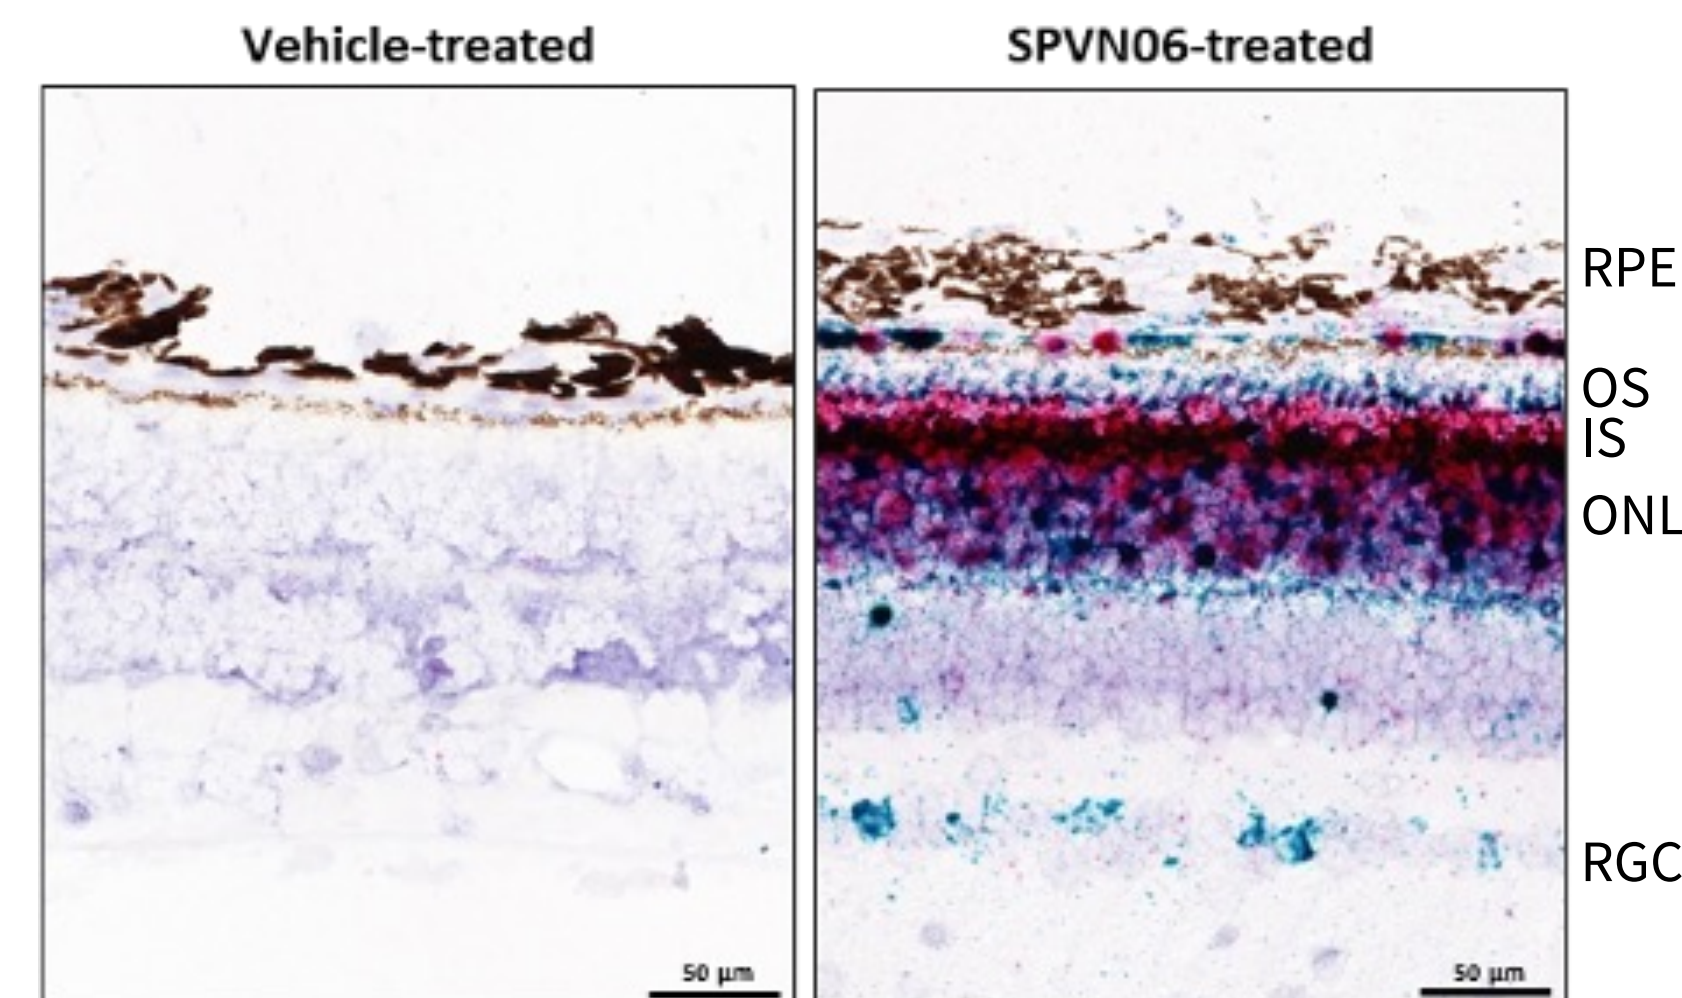 Vehicle-treated
SPVN06-treated
RPE
OS
IS
ONL
RGC
50 µm
50 µm